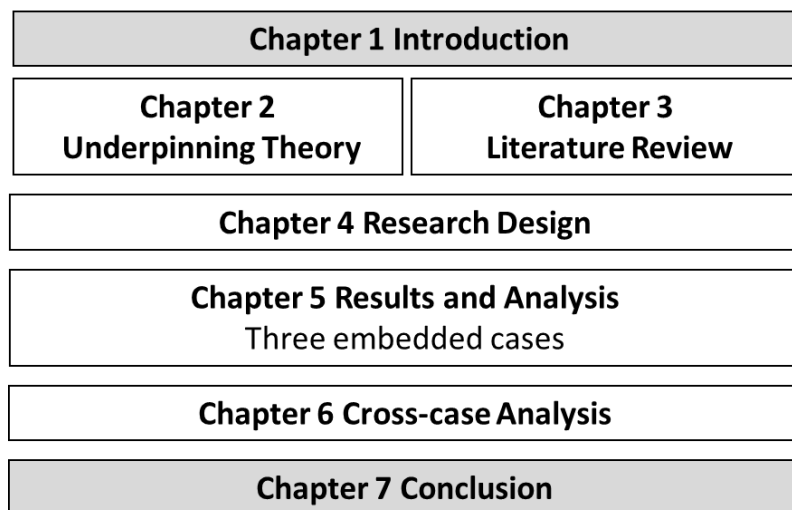 Chapter 1 Introduction
Chapter 2
Underpinning Theory
Chapter 3
Literature Review
Chapter 4 Research Design
Chapter 5 Results and Analysis
Three embedded cases
Chapter 6 Cross-case Analysis
Chapter 7 Conclusion